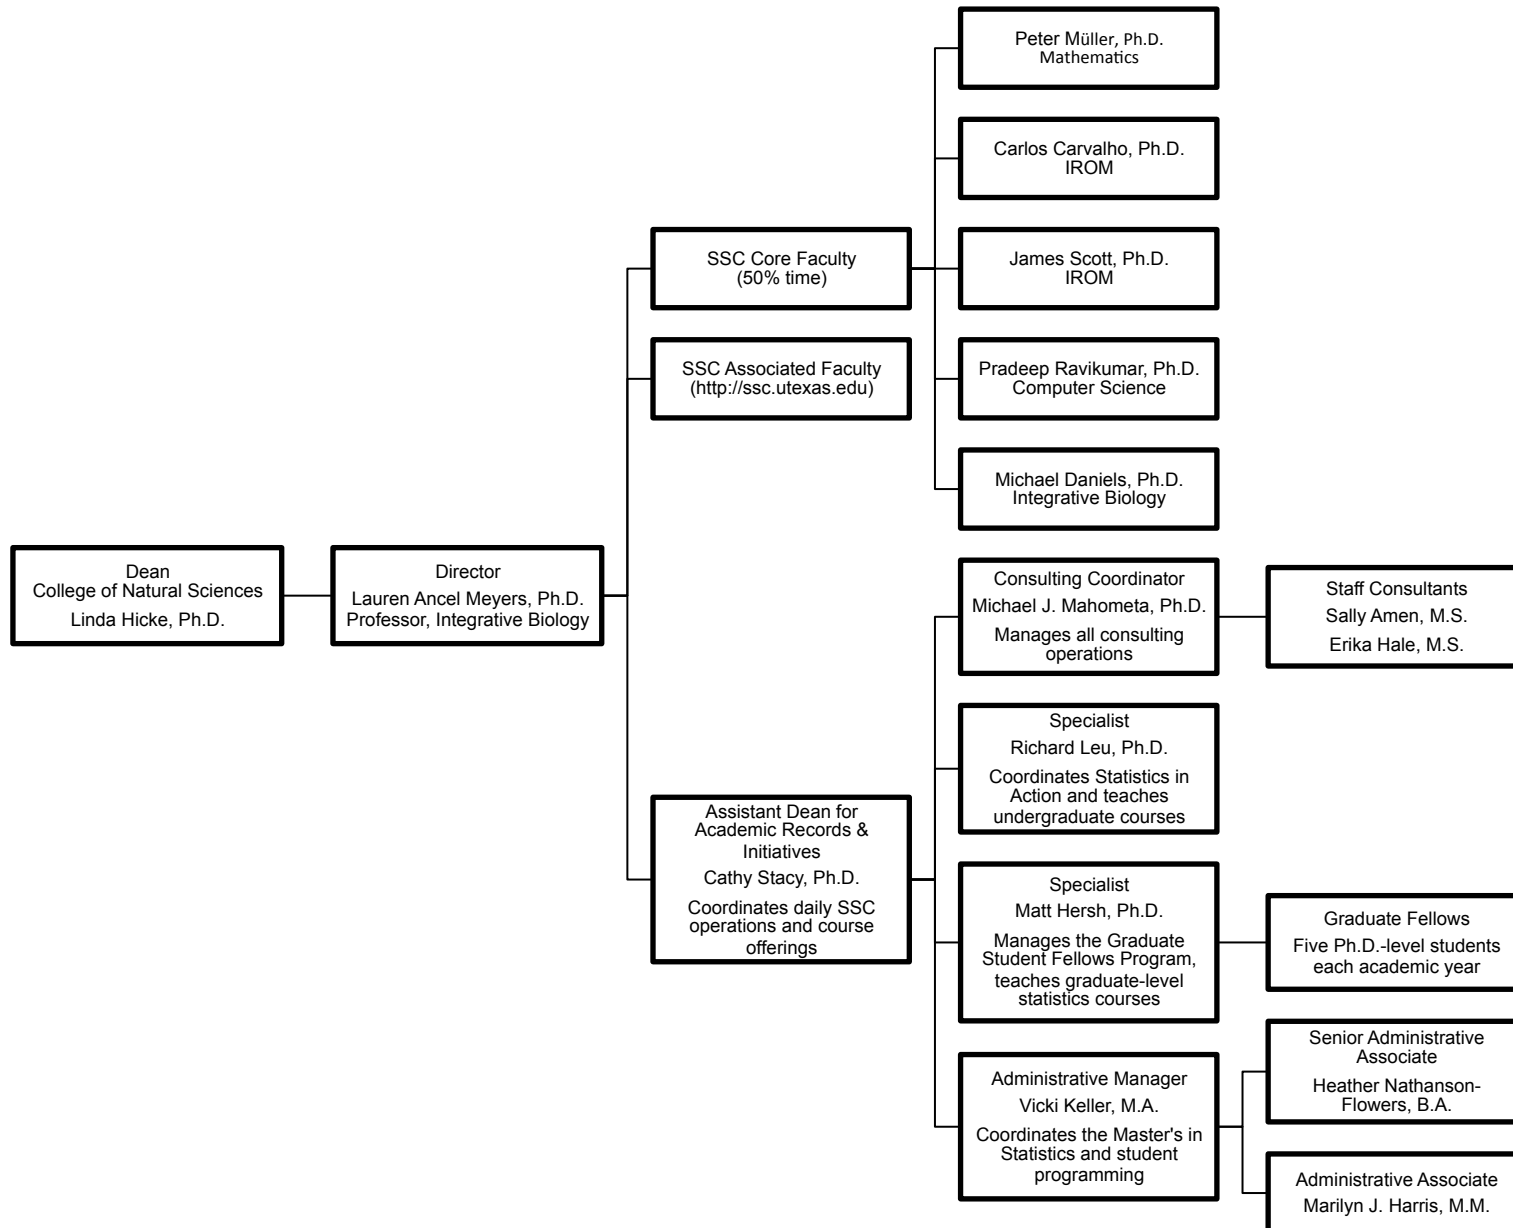 Peter Müller, Ph.D.
Mathematics
Carlos Carvalho, Ph.D.
IROM
SSC Core Faculty
(50% time)
James Scott, Ph.D.
IROM
SSC Associated Faculty
(http://ssc.utexas.edu)
Pradeep Ravikumar, Ph.D.
Computer Science
Michael Daniels, Ph.D.
Integrative Biology
Dean
College of Natural Sciences
Linda Hicke, Ph.D.
Director
Lauren Ancel Meyers, Ph.D.
Professor, Integrative Biology
Consulting Coordinator
Michael J. Mahometa, Ph.D.
Manages all consulting
operations
Staff Consultants
Sally Amen, M.S.
Erika Hale, M.S.
Specialist
Richard Leu, Ph.D.
Coordinates Statistics in
Action and teaches
undergraduate courses
Assistant Dean for
Academic Records &
Initiatives
Cathy Stacy, Ph.D.
Coordinates daily SSC
operations and course
offerings
Specialist
Matt Hersh, Ph.D.
Manages the Graduate
Student Fellows Program,
teaches graduate-level
statistics courses
Graduate Fellows
Five Ph.D.-level students
each academic year
Administrative Manager
Vicki Keller, M.A.
Coordinates the Master's in
Statistics and student
programming
Senior Administrative
Associate
Heather Nathanson-
Flowers, B.A.
Administrative Associate
Marilyn J. Harris, M.M.